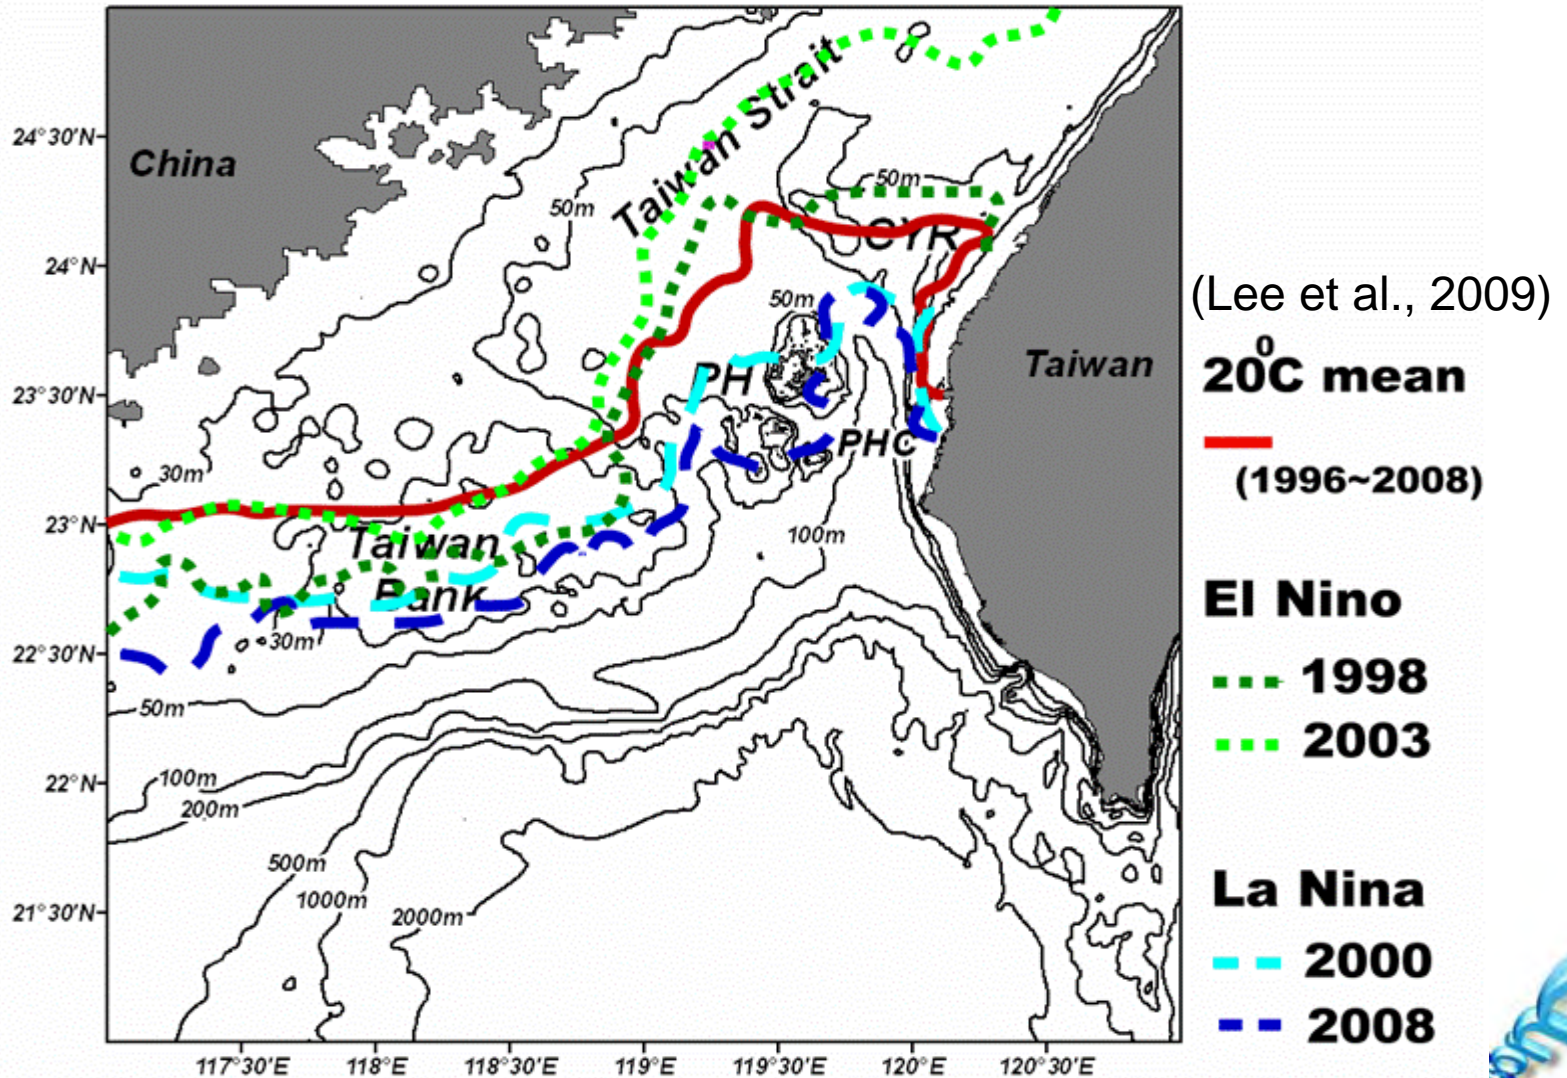 China
Taiwan Strait
24°30'N
24°N
23°30'N
23°N
22°30'N
22°N
21°30'N
50m
50m
CYR
50m
PH
PHC
Taiwan
30m
Taiwan
Bank
30m
100m
50m
100m
200m
500m
1000m
2000m
117°30'E
118°E
118°30'E
119°E
119°30'E
120°E
120°30'E
(Lee et al., 2009)
20°C mean
(1996~2008)
El Nino
1998
2003
La Nina
2000
2008